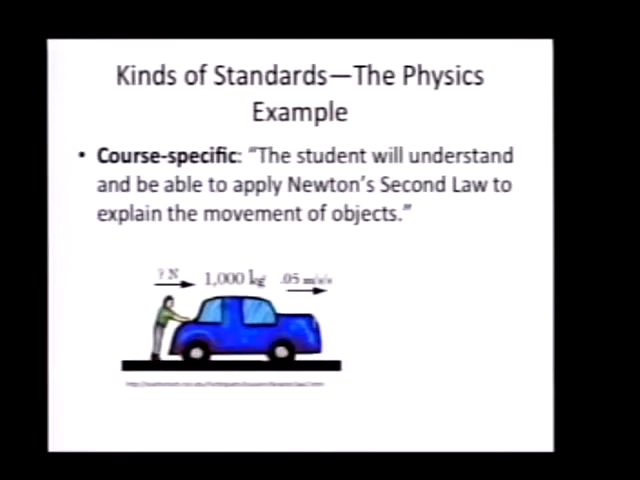 Kinds of Standards—The Physics
Example
• Course-specific: “The student will understand
and be able to apply Newton’s Second Law to
explain the movement of objects.”
? N 1,000 kg .05 m/s/s